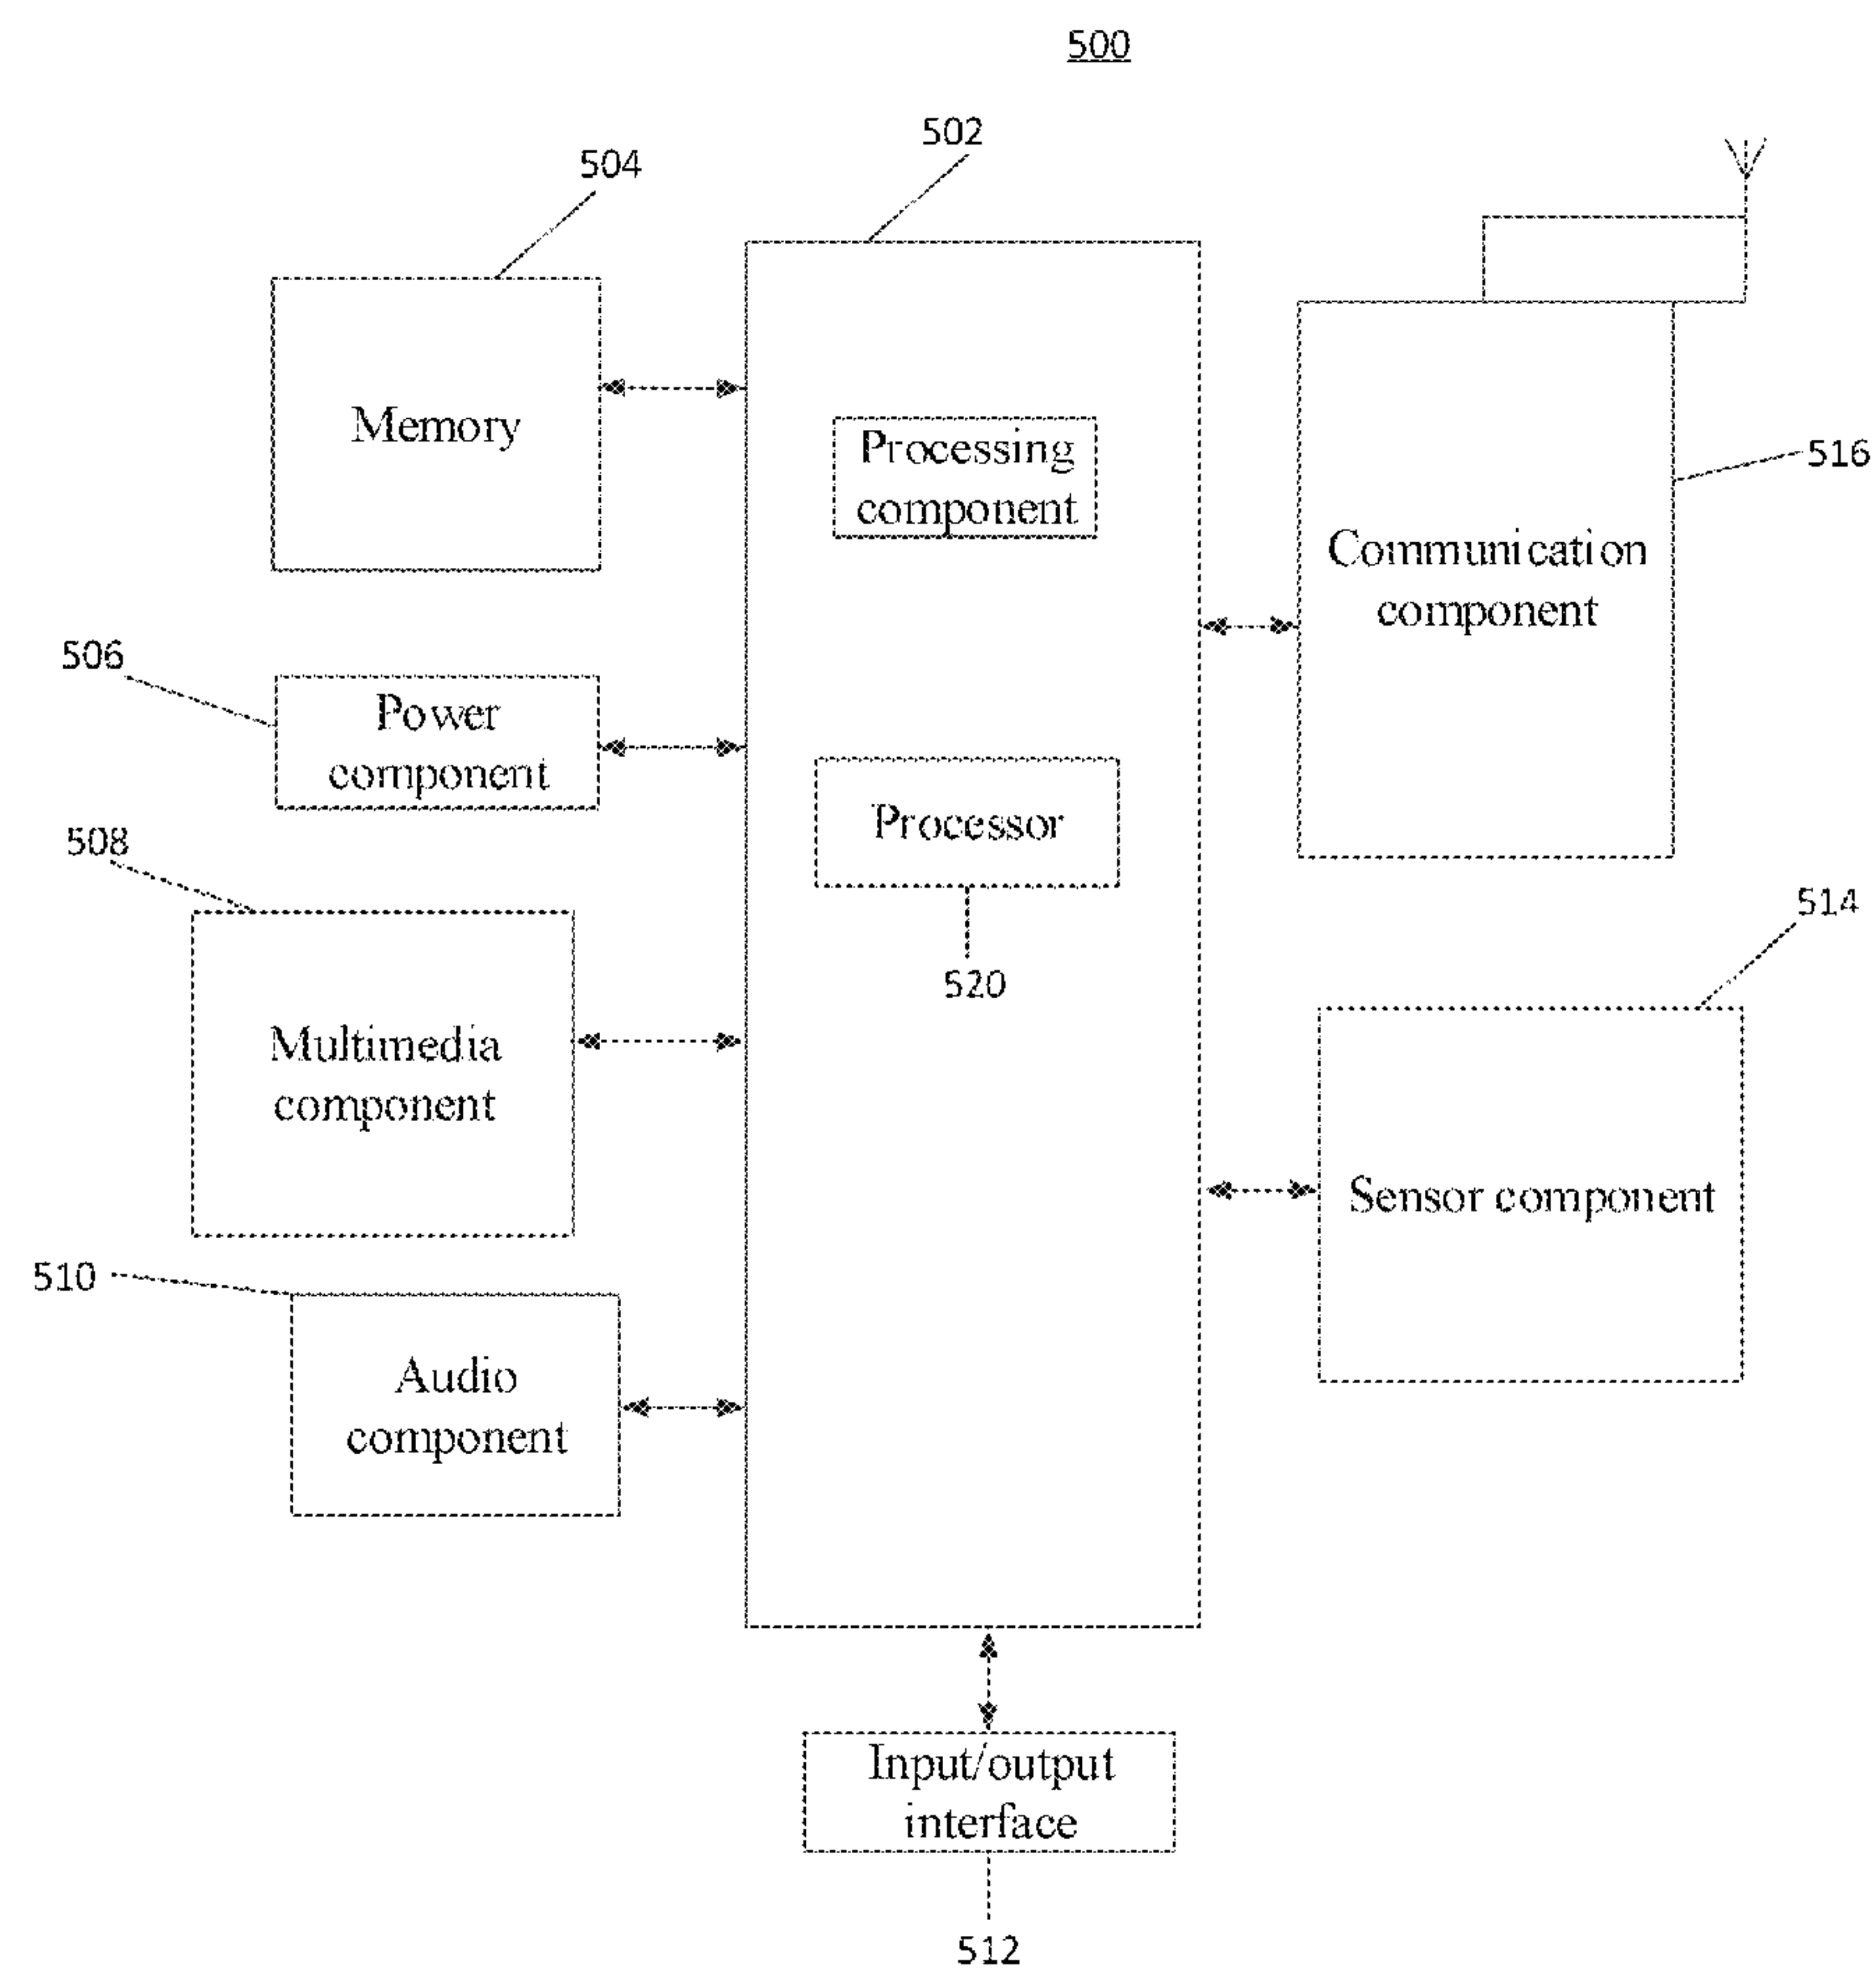 500
502
504
Memory
Processing
component
516
Communication
component
506
Power
component
Processor
508
514
520
Multimedia
component
Sensor component
510
Audio
component
Input/output
interface
512